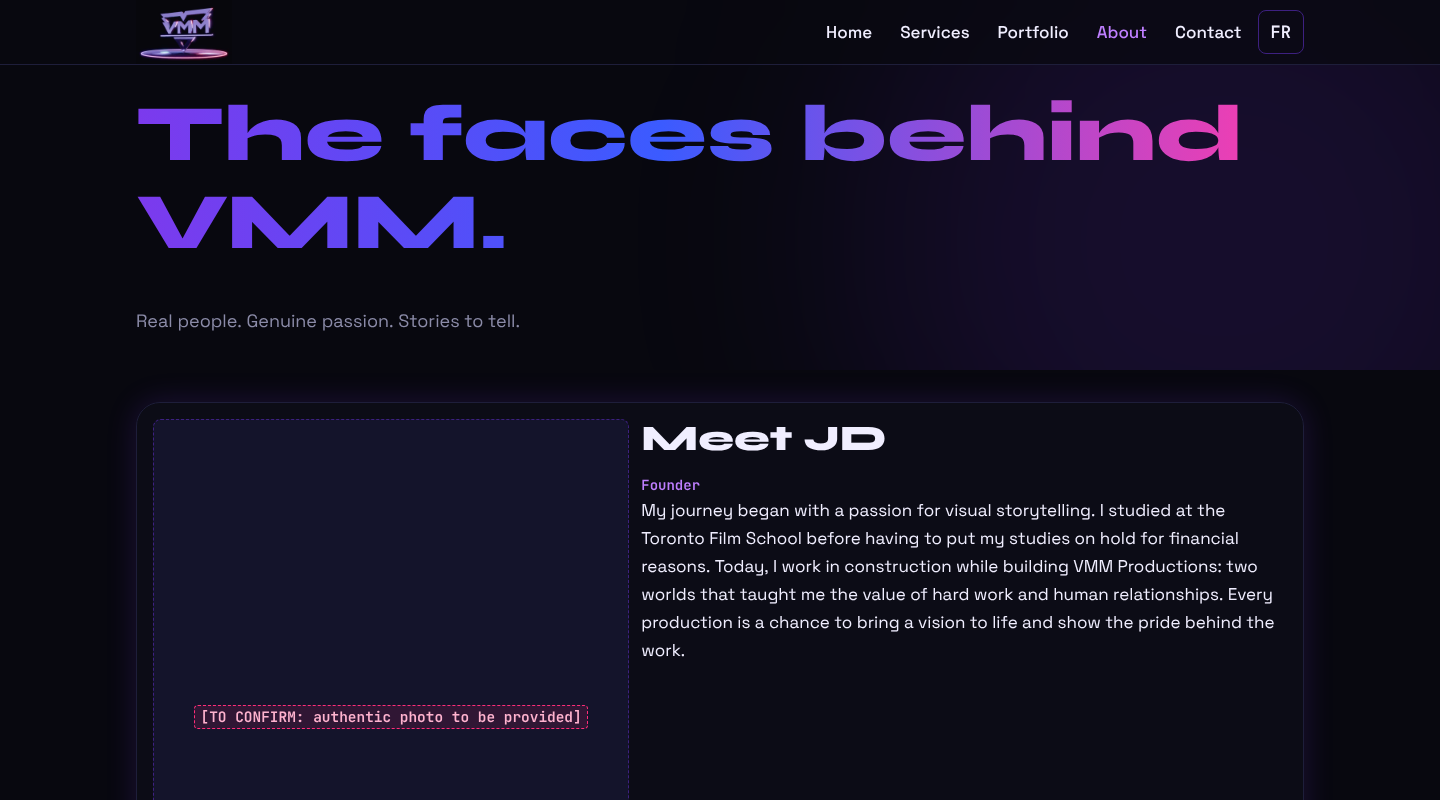 VMM
Home Services Portfolio About Contact FR
The faces behind
VMM.
Real people. Genuine passion. Stories to tell.
Meet JD
Founder
My journey began with a passion for visual storytelling. I studied at the
Toronto Film School before having to put my studies on hold for financial
reasons. Today, I work in construction while building VMM Productions: two
worlds that taught me the value of hard work and human relationships. Every
production is a chance to bring a vision to life and show the pride behind the
work.
[TO CONFIRM: authentic photo to be provided]